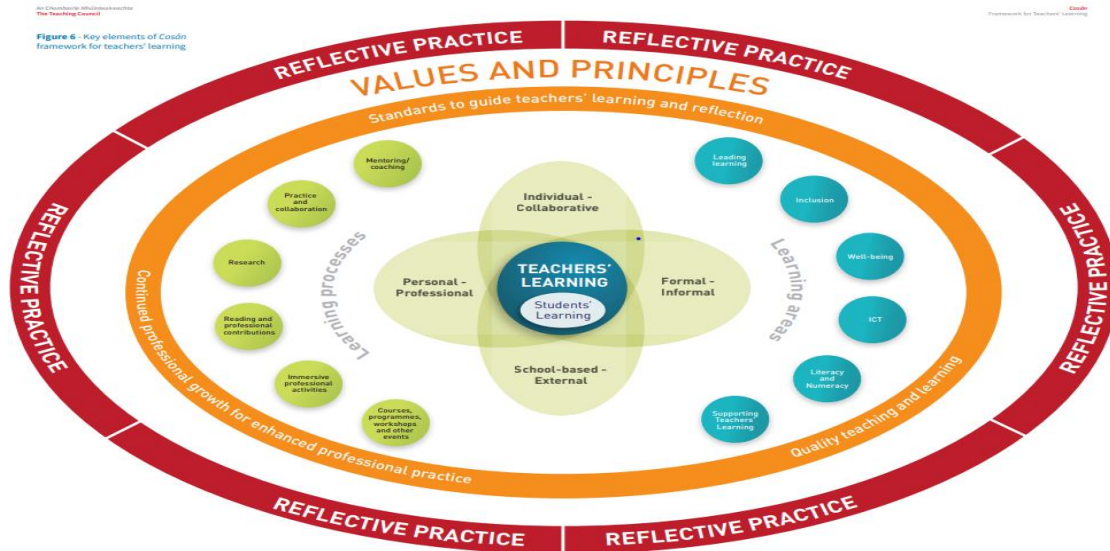 An Chomhairle Mhúinteoireachta
The Teaching Council
Cosán
Framework for Teachers' Learning
Figure 6 - Key elements of Cosán
framework for teachers' learning
REFLECTIVE PRACTICE
REFLECTIVE PRACTICE
VALUES AND PRINCIPLES
Standards to guide teachers' learning and reflection
Mentoring/
coaching
Practice
and
collaboration
Research
Reading and
professional
contributions
Immersive
professional
activities
Courses,
programmes,
workshops
and other
events
Learning processes
Individual -
Collaborative
Personal -
Professional
TEACHERS'
LEARNING
Students'
Learning
Formal -
Informal
School-based -
External
Learning areas
Leading
learning
Inclusion
Well-being
ICT
Literacy
and
Numeracy
Supporting
Teachers'
Learning
REFLECTIVE PRACTICE
REFLECTIVE PRACTICE
Continued professional growth for enhanced professional practice
Quality teaching and learning
REFLECTIVE PRACTICE
REFLECTIVE PRACTICE